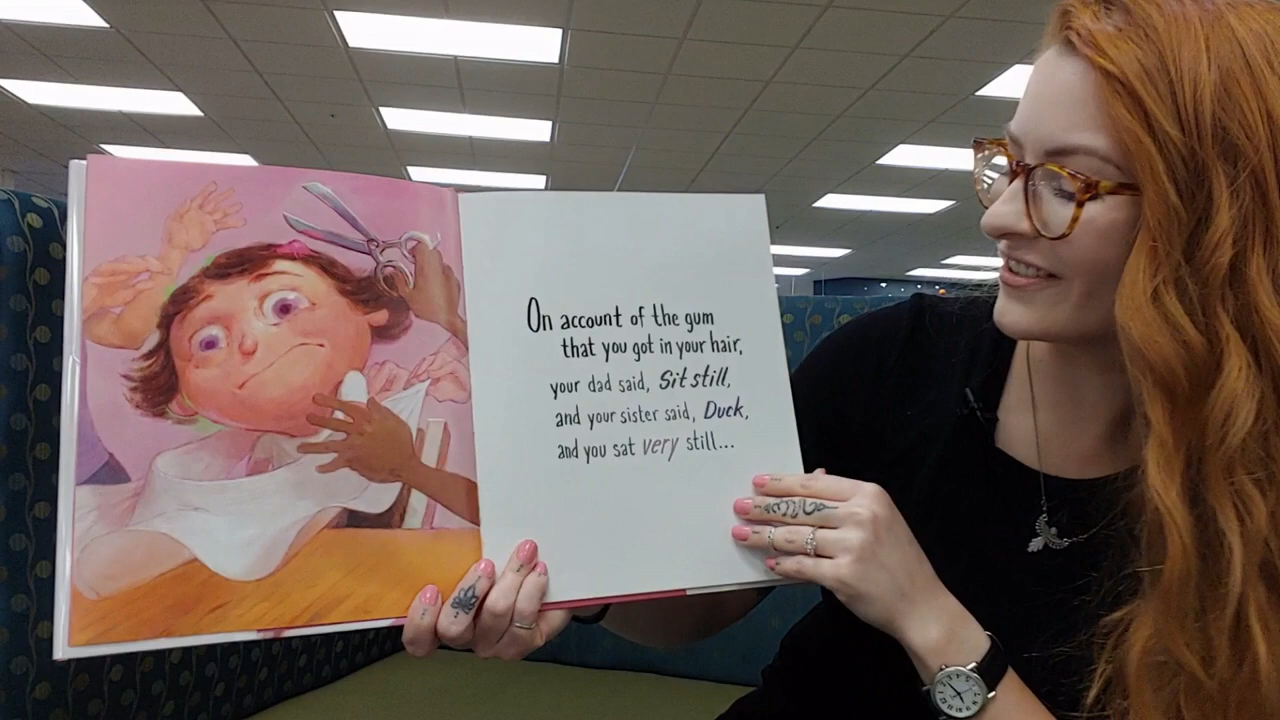 On account of the gum
that you got in your hair,
your dad said, Sit still,
and your sister said, Duck,
and you sat very still...